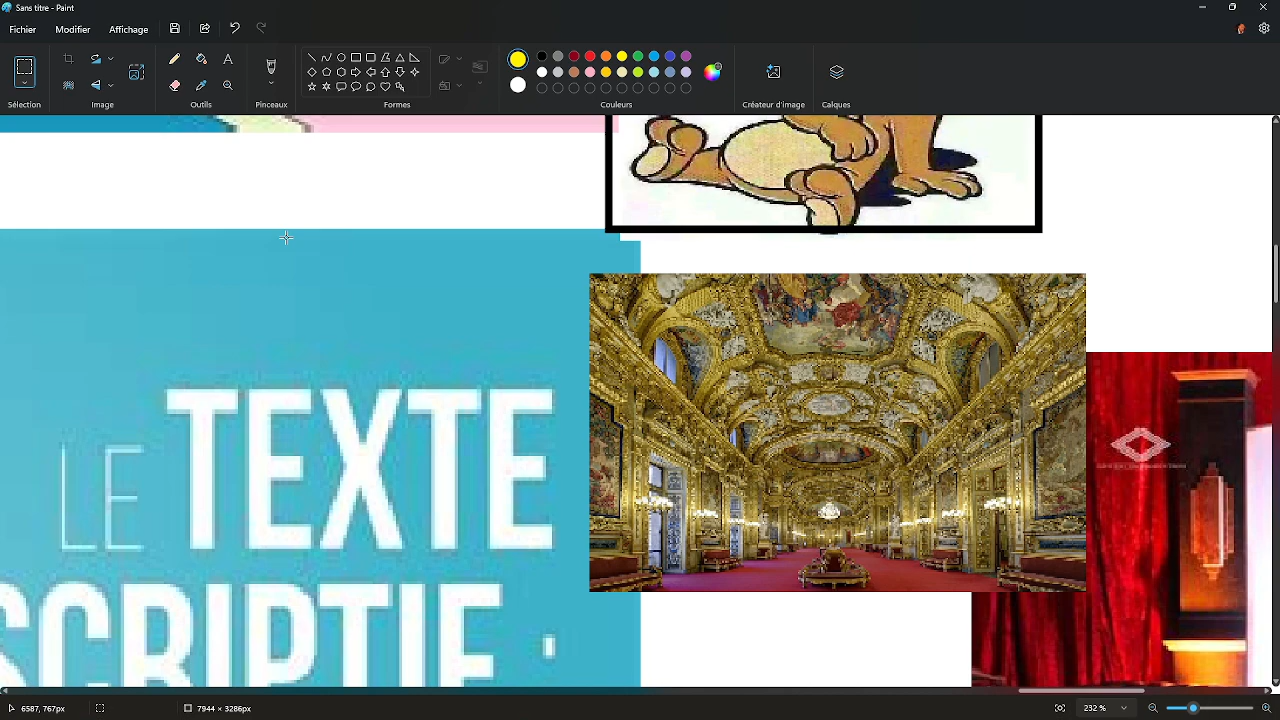 Sans titre - Paint
Fichier Modifier Affichage
Sélection Image Outils Pinceaux Formes Couleurs Créateur d'image Calques
LE TEXTE
SCRIPTIF :
6587, 767px 7944 × 3286px 232 %